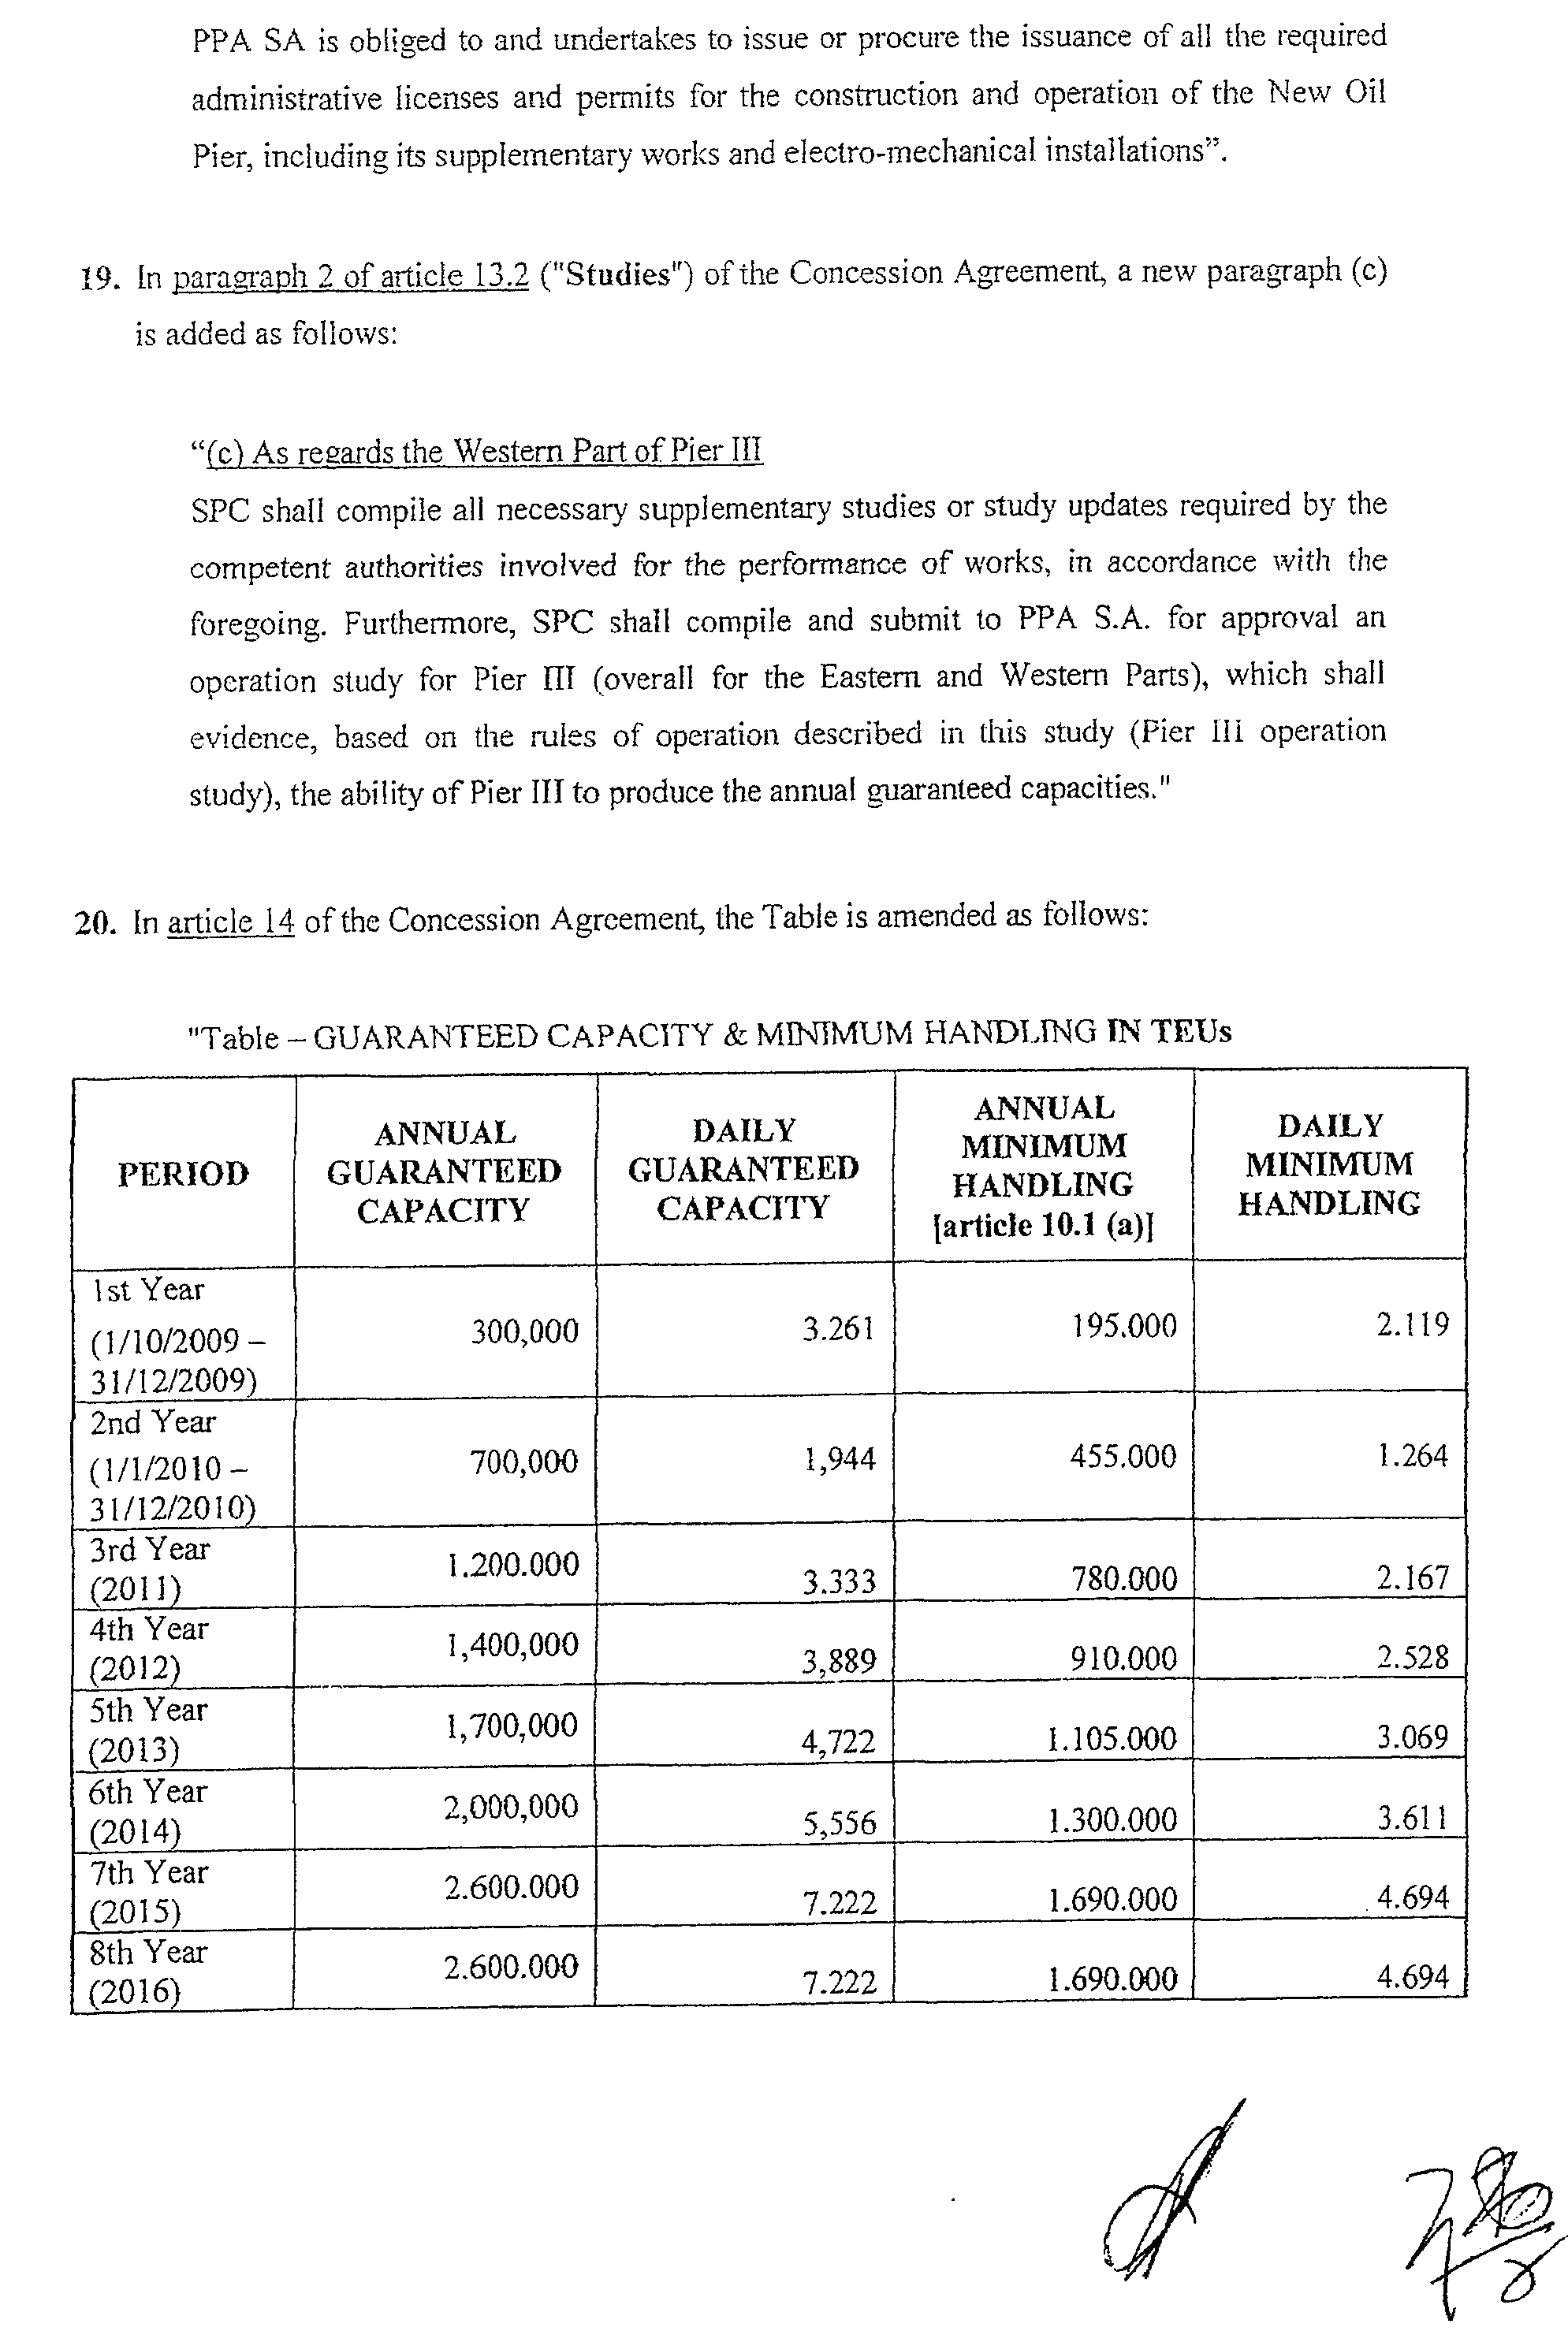 PPA SA is obliged to and undertakes to issue or procure the issuance of all the required
administrative licenses and permits for the construction and operation of the New Oil
Pier, including its supplementary works and electro-mechanical installations”.
19. In paragraph 2 of article 13.2 ("Studies") of the Concession Agreement, a new paragraph (c)
is added as follows:
“(c) As regards the Western Part of Pier III
SPC shall compile all necessary supplementary studies or study updates required by the
competent authorities involved for the performance of works, in accordance with the
foregoing. Furthermore, SPC shall compile and submit to PPA S.A. for approval an
operation study for Pier III (overall for the Eastern and Western Parts), which shall
evidence, based on the rules of operation described in this study (Pier III operation
study), the ability of Pier III to produce the annual guaranteed capacities."
20. In article 14 of the Concession Agreement, the Table is amended as follows:
"Table – GUARANTEED CAPACITY & MINIMUM HANDLING IN TEUs
PERIOD ANNUAL GUARANTEED CAPACITY DAILY GUARANTEED CAPACITY ANNUAL MINIMUM HANDLING [article 10.1 (a)] DAILY MINIMUM HANDLING
1st Year
(1/10/2009 – 300,000 3.261 195.000 2.119
31/12/2009)
2nd Year
(1/1/2010 – 700,000 1,944 455.000 1.264
31/12/2010)
3rd Year
(2011) 1.200.000 3.333 780.000 2.167
4th Year
(2012) 1,400,000 3,889 910.000 2.528
5th Year
(2013) 1,700,000 4,722 1.105.000 3.069
6th Year
(2014) 2,000,000 5,556 1.300.000 3.611
7th Year
(2015) 2.600.000 7.222 1.690.000 4.694
8th Year
(2016) 2.600.000 7.222 1.690.000 4.694